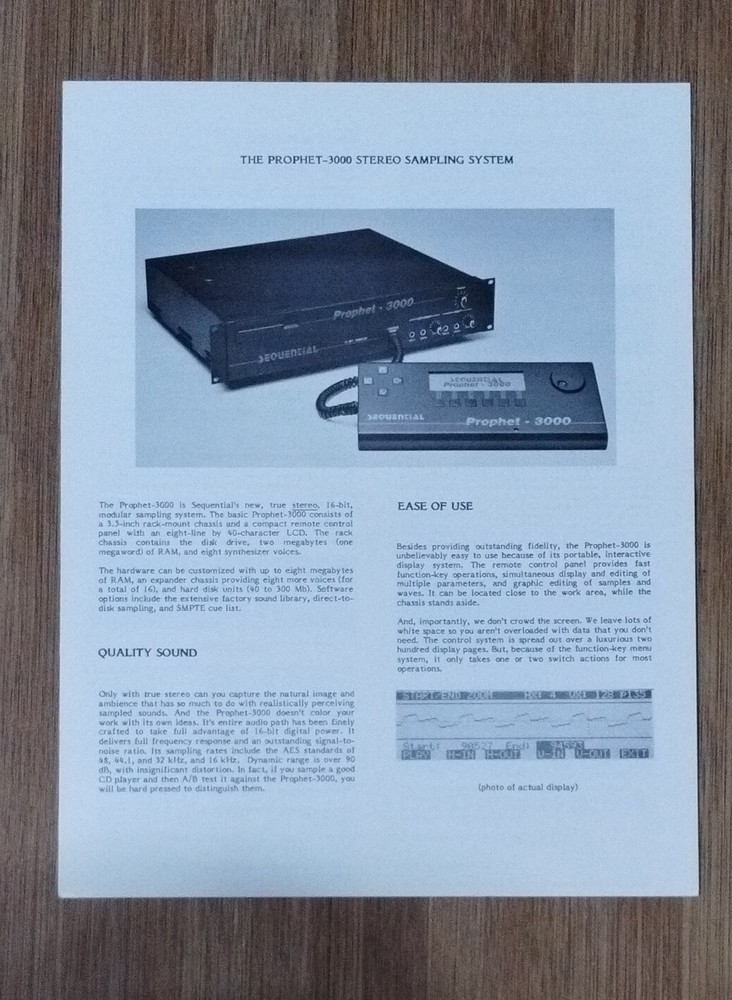 THE PROPHET-3000 STEREO SAMPLING SYSTEM
Prophet - 3000
SEQUENTIAL
SEQUENTIAL
Prophet - 3000
SEQUENTIAL
Prophet - 3000
The Prophet-3000 is Sequential's new, true stereo, 16-bit,
modular sampling system. The basic Prophet-3000 consists of
a 3.5-inch rack-mount chassis and a compact remote control
panel with an eight-line by 40-character LCD. The rack
chassis contains the disk drive, two megabytes (one
megaword) of RAM, and eight synthesizer voices.
The hardware can be customized with up to eight megabytes
of RAM, an expander chassis providing eight more voices (for
a total of 16), and hard disk units (40 to 300 Mb). Software
options include the extensive factory sound library, direct-to-
disk sampling, and SMPTE cue list.
QUALITY SOUND
Only with true stereo can you capture the natural image and
ambience that has so much to do with realistically perceiving
sampled sounds. And the Prophet-3000 doesn't color your
work with its own ideas. It's entire audio path has been finely
crafted to take full advantage of 16-bit digital power. It
delivers full frequency response and an outstanding signal-to-
noise ratio. Its sampling rates include the AES standards of
48, 44.1, and 32 kHz, and 16 kHz. Dynamic range is over 90
dB, with insignificant distortion. In fact, if you sample a good
CD player and then A/B test it against the Prophet-3000, you
will be hard pressed to distinguish them.
EASE OF USE
Besides providing outstanding fidelity, the Prophet-3000 is
unbelievably easy to use because of its portable, interactive
display system. The remote control panel provides fast
function-key operations, simultaneous display and editing of
multiple parameters, and graphic editing of samples and
waves. It can be located close to the work area, while the
chassis stands aside.
And, importantly, we don't crowd the screen. We leave lots of
white space so you aren't overloaded with data that you don't
need. The control system is spread out over a luxurious two
hundred display pages. But, because of the function-key menu
system, it only takes one or two switch actions for most
operations.
START/END ZOOM HX: 4 VX: 128 P135
Start: 90527 End: 94593
PLAY H-IN H-OUT V-IN V-OUT EXIT
(photo of actual display)